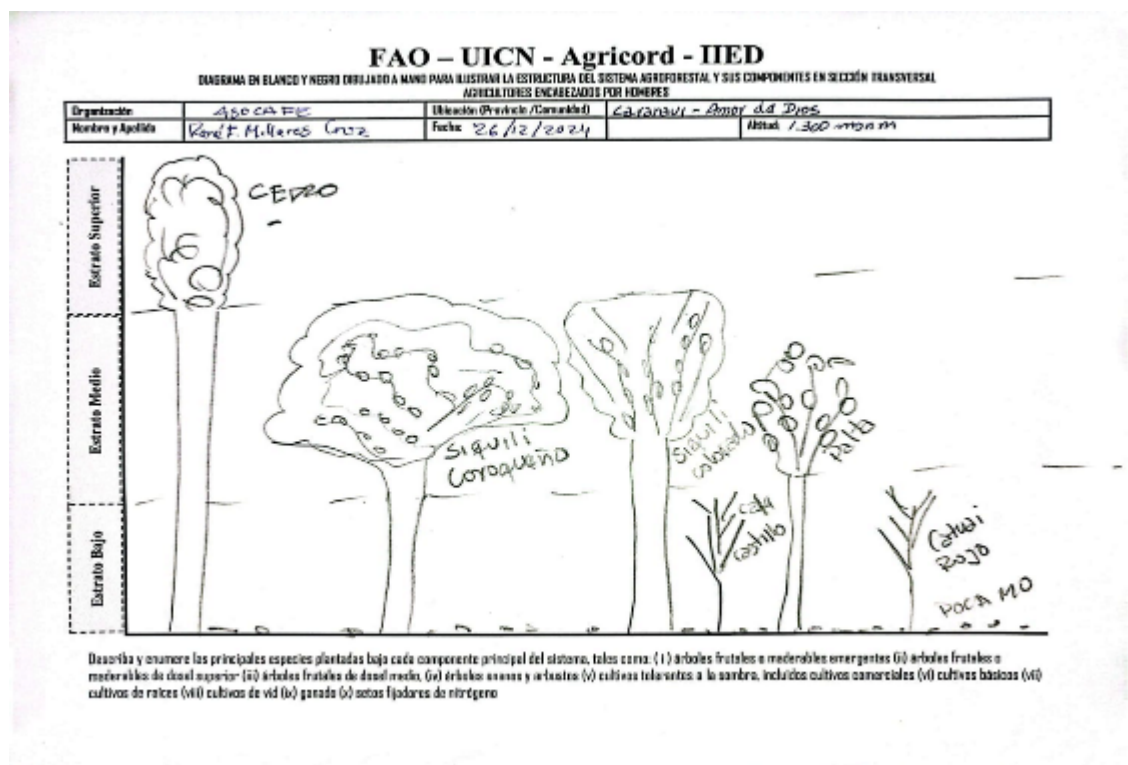 FAO – UICN - Agricord - IIED
DIAGRAMA EN BLANCO Y NEGRO DIBUJADO A MANO PARA ILUSTRAR LA ESTRUCTURA DEL SISTEMA AGROFORESTAL Y SUS COMPONENTES EN SECCIÓN TRANSVERSAL
AGRICULTORES ENCABEZADOS POR HOMBRES
Organización ASOCAFE Ubicación (Provincia /Comunidad) Caranavi - Amor de Dios
Nombre y Apellido Cruz Fecha: 26/12/2024 Altitud: 1.300 msnm
Estrato Superior
CEDRO
Estrato Medio
SIQUILI
COROQUEÑO
SIQUILI
colorado
Palta
Estrato Bajo
cafe
castillo
Catuai
ROJO
POCA MO
Describa y enumere las principales especies plantadas bajo cada componente principal del sistema, tales como: (i) árboles frutales o maderables emergentes (ii) árboles frutales o
maderables de dosel superior (iii) árboles frutales de dosel medio, (iv) árboles enanos y arbustos (v) cultivos tolerantes a la sombra, incluidos cultivos comerciales (vi) cultivos básicos (vii)
cultivos de raíces (viii) cultivos de vid (ix) ganado (x) setos fijadores de nitrógeno